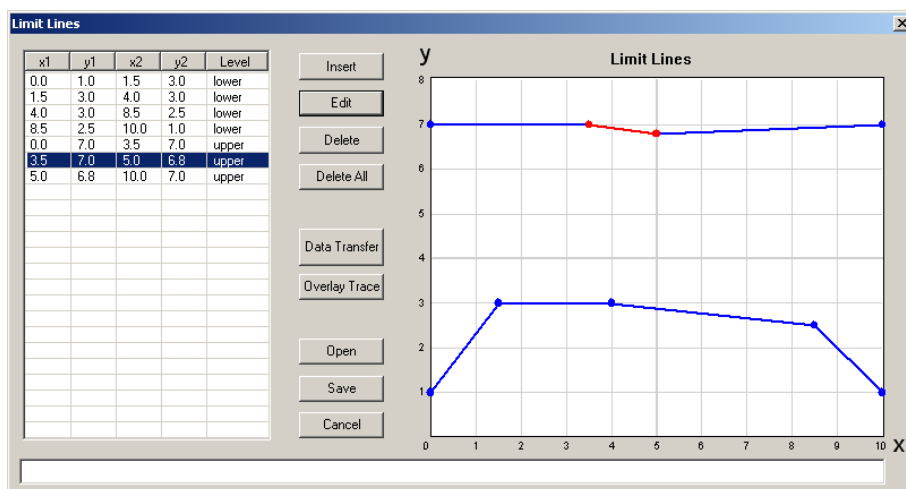 Limit Lines
x1 y1 x2 y2 Level
0.0 1.0 1.5 3.0 lower
1.5 3.0 4.0 3.0 lower
4.0 3.0 8.5 2.5 lower
8.5 2.5 10.0 1.0 lower
0.0 7.0 3.5 7.0 upper
3.5 7.0 5.0 6.8 upper
5.0 6.8 10.0 7.0 upper
Insert
Edit
Delete
Delete All
Data Transfer
Overlay Trace
Open
Save
Cancel
y
Limit Lines
8
7
6
5
4
3
2
1
0 1 2 3 4 5 6 7 8 9 10 x